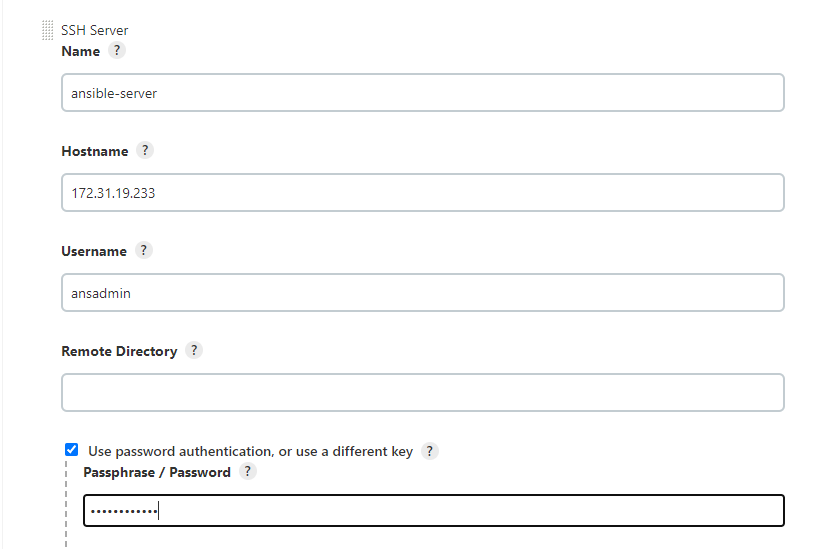 SSH Server
Name ?
ansible-server
Hostname ?
172.31.19.233
Username ?
ansadmin
Remote Directory ?
Use password authentication, or use a different key ?
Passphrase / Password ?
••••••••••••